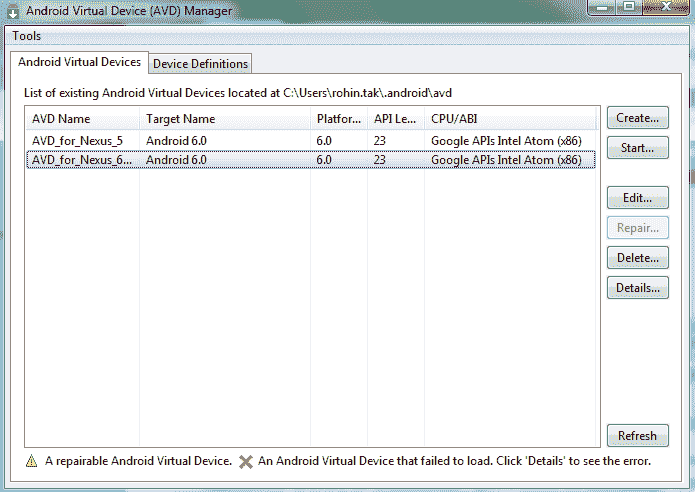 Android Virtual Device (AVD) Manager
Tools
Android Virtual Devices Device Definitions
List of existing Android Virtual Devices located at C:\Users\rohin.tak\.android\avd
AVD Name Target Name Platfor... API Le... CPU/ABI
AVD_for_Nexus_5 Android 6.0 6.0 23 Google APIs Intel Atom (x86)
AVD_for_Nexus_6... Android 6.0 6.0 23 Google APIs Intel Atom (x86)
Create...
Start...
Edit...
Repair...
Delete...
Details...
Refresh
A repairable Android Virtual Device. An Android Virtual Device that failed to load. Click 'Details' to see the error.